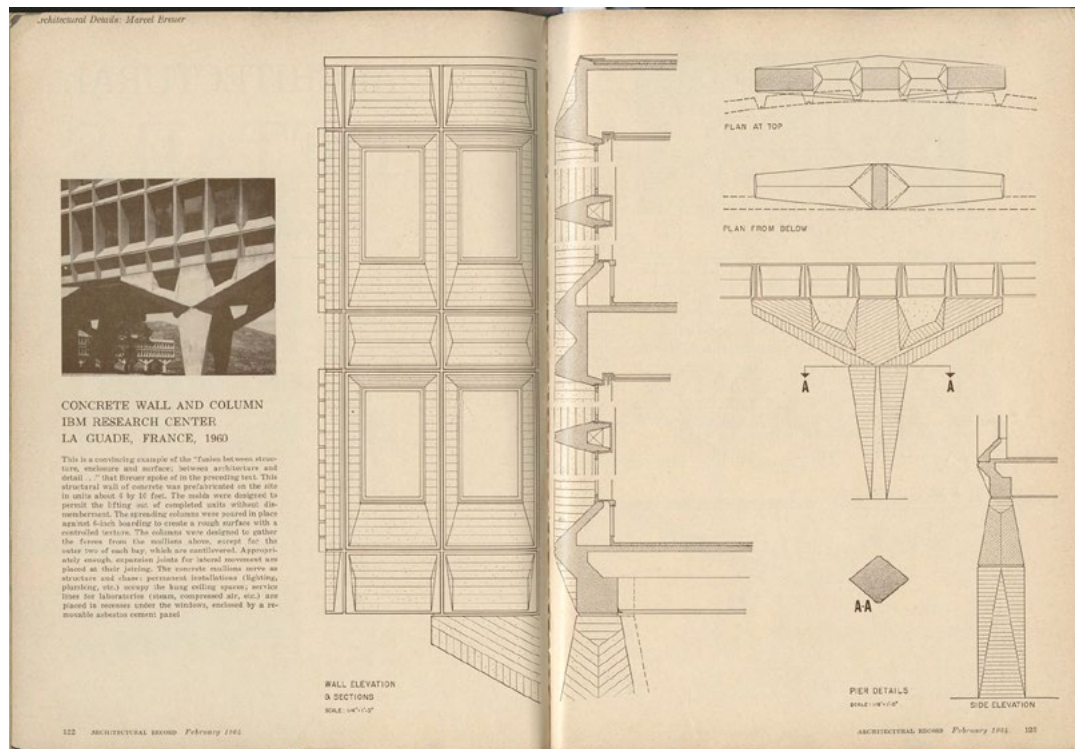 Architectural Details: Marcel Breuer
CONCRETE WALL AND COLUMN
IBM RESEARCH CENTER
LA GUADE, FRANCE, 1960
This is a convincing example of the "fusion between struc-
ture, enclosure and surface; between architecture and
detail . . ." that Breuer spoke of in the preceding text. This
structural wall of concrete was prefabricated on the site
in units about 6 by 10 feet. The molds were designed to
permit the lifting out of completed units without dis-
memberment. The spreading columns were poured in place
against 6-inch boarding to create a rough surface with a
controlled texture. The columns were designed to gather
the forces from the mullions above, except for the
outer two of each bay, which are cantilevered. Appropri-
ately enough, expansion joints for lateral movement are
placed at their joining. The concrete mullions serve as
structure and chase: permanent installations (lighting,
plumbing, etc.) occupy the hung ceiling spaces; service
lines for laboratories (steam, compressed air, etc.) are
placed in recesses under the windows, enclosed by a re-
movable asbestos cement panel
WALL ELEVATION
& SECTIONS
SCALE:
122 ARCHITECTURAL RECORD February 1964
PLAN AT TOP
PLAN FROM BELOW
A A
A-A
PIER DETAILS
SCALE:
SIDE ELEVATION
ARCHITECTURAL RECORD February 1964 123